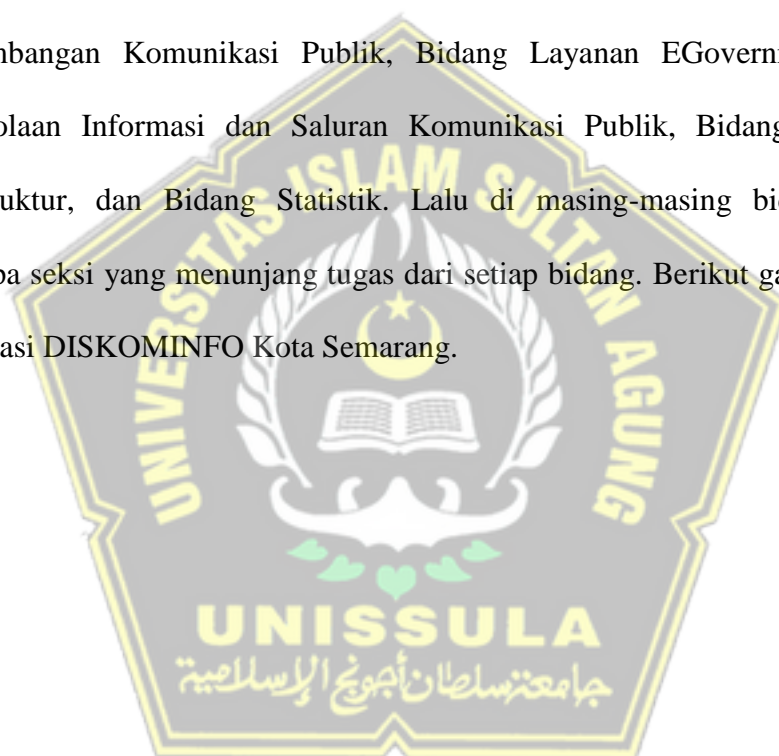 mbangan Komunikasi Publik, Bidang Layanan EGovern
olaan Informasi dan Saluran Komunikasi Publik, Bidang
uktur, dan Bidang Statistik. Lalu di masing-masing bi
pa seksi yang menunjang tugas dari setiap bidang. Berikut ga
asi DISKOMINFO Kota Semarang.
UNIVERSITAS ISLAM SULTAN AGUNG
UNISSULA
جامعة سلطان أجونج الإسلامية